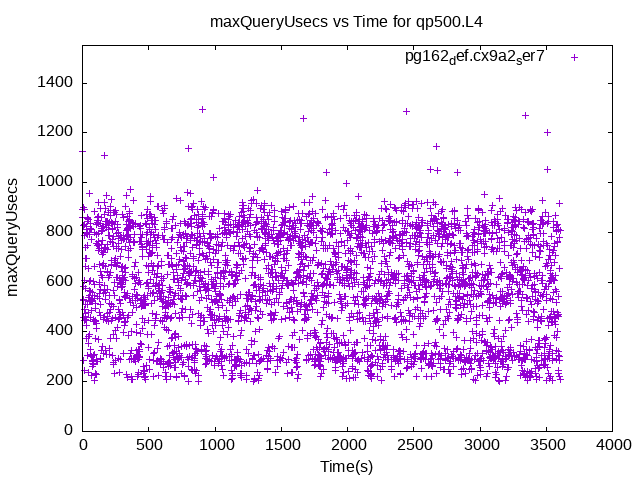 maxQueryUsecs vs Time for qp500.L4
pg162def.cx9a2ser7
1400
1200
1000
800
600
400
200
0
maxQueryUsecs
0 500 1000 1500 2000 2500 3000 3500 4000
Time(s)